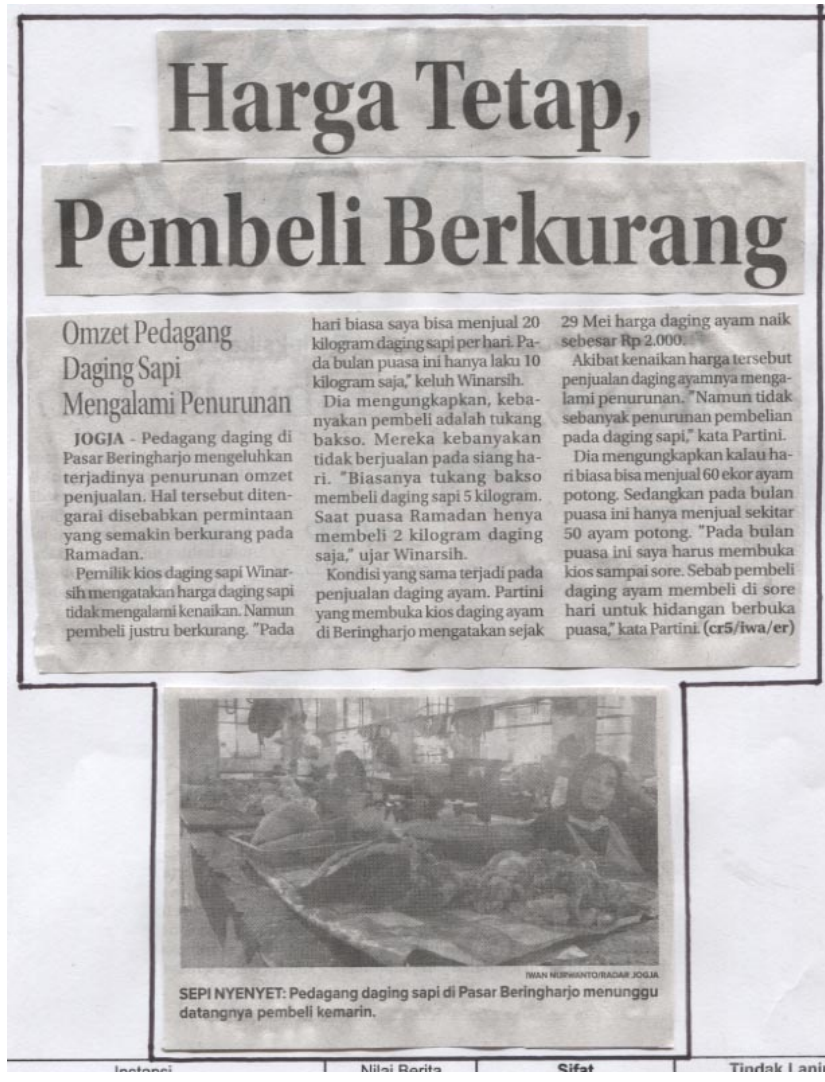 Harga Tetap,
Pembeli Berkurang
Omzet Pedagang
Daging Sapi
Mengalami Penurunan
JOGJA - Pedagang daging di
Pasar Beringharjo mengeluhkan
terjadinya penurunan omzet
penjualan. Hal tersebut diten-
garai disebabkan permintaan
yang semakin berkurang pada
Ramadan.
Pemilik kios daging sapi Winar-
sih mengatakan harga daging sapi
tidak mengalami kenaikan. Namun
pembeli justru berkurang. "Pada
hari biasa saya bisa menjual 20
kilogram daging sapi per hari. Pa-
da bulan puasa ini hanya laku 10
kilogram saja," keluh Winarsih.
Dia mengungkapkan, keba-
nyakan pembeli adalah tukang
bakso. Mereka kebanyakan
tidak berjualan pada siang ha-
ri. "Biasanya tukang bakso
membeli daging sapi 5 kilogram.
Saat puasa Ramadan henya
membeli 2 kilogram daging
saja," ujar Winarsih.
Kondisi yang sama terjadi pada
penjualan daging ayam. Partini
yang membuka kios daging ayam
di Beringharjo mengatakan sejak
29 Mei harga daging ayam naik
sebesar Rp 2.000.
Akibat kenaikan harga tersebut
penjualan daging ayamnya menga-
lami penurunan. "Namun tidak
sebanyak penurunan pembelian
pada daging sapi," kata Partini.
Dia mengungkapkan kalau ha-
ri biasa bisa menjual 60 ekor ayam
potong. Sedangkan pada bulan
puasa ini hanya menjual sekitar
50 ayam potong. "Pada bulan
puasa ini saya harus membuka
kios sampai sore. Sebab pembeli
daging ayam membeli di sore
hari untuk hidangan berbuka
puasa," kata Partini. (cr5/iwa/er)
IWAN NURWANTO/RADAR JOGJA
SEPI NYENYET: Pedagang daging sapi di Pasar Beringharjo menunggu
datangnya pembeli kemarin.
Instansi Nilai Berita Sifat Tindak Lanj